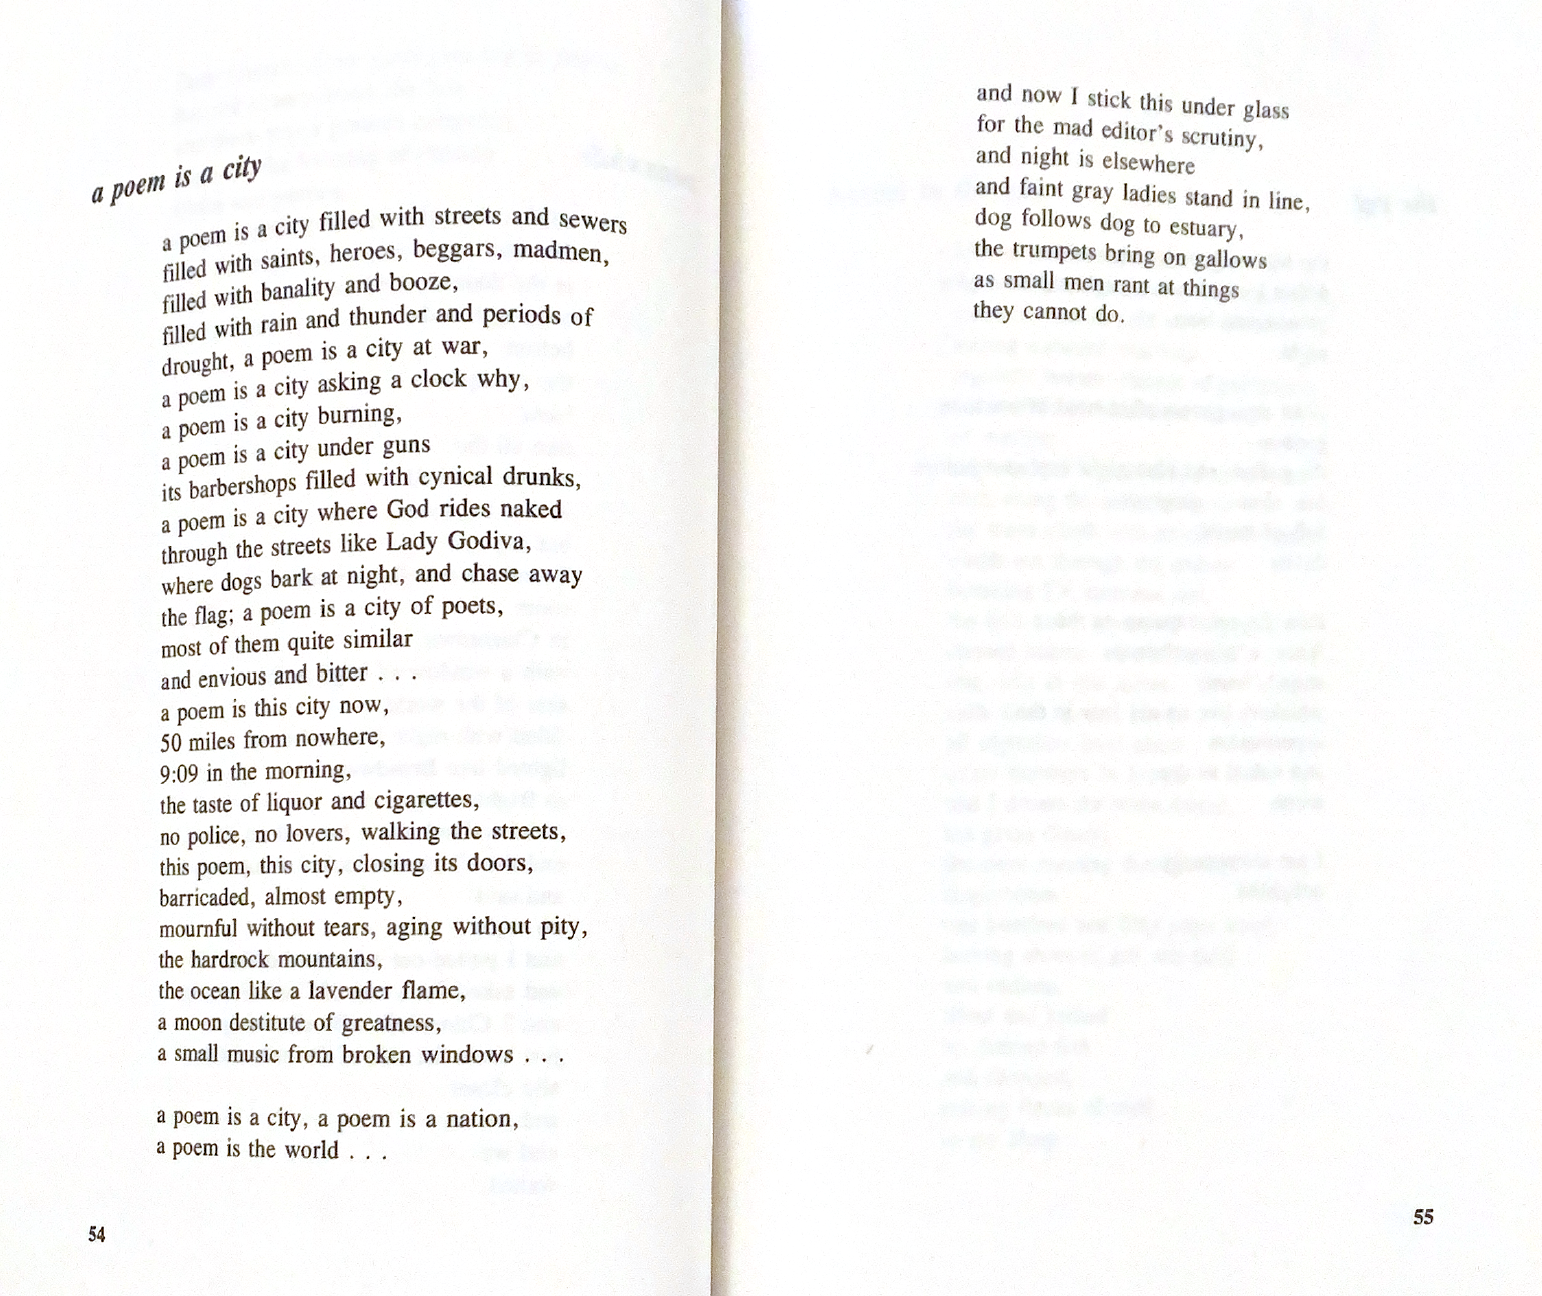 a poem is a city
a poem is a city filled with streets and sewers
filled with saints, heroes, beggars, madmen,
filled with banality and booze,
filled with rain and thunder and periods of
drought, a poem is a city at war,
a poem is a city asking a clock why,
a poem is a city burning,
a poem is a city under guns
its barbershops filled with cynical drunks,
a poem is a city where God rides naked
through the streets like Lady Godiva,
where dogs bark at night, and chase away
the flag; a poem is a city of poets,
most of them quite similar
and envious and bitter . . .
a poem is this city now,
50 miles from nowhere,
9:09 in the morning,
the taste of liquor and cigarettes,
no police, no lovers, walking the streets,
this poem, this city, closing its doors,
barricaded, almost empty,
mournful without tears, aging without pity,
the hardrock mountains,
the ocean like a lavender flame,
a moon destitute of greatness,
a small music from broken windows . . .
a poem is a city, a poem is a nation,
a poem is the world . . .
54
and now I stick this under glass
for the mad editor's scrutiny,
and night is elsewhere
and faint gray ladies stand in line,
dog follows dog to estuary,
the trumpets bring on gallows
as small men rant at things
they cannot do.
55